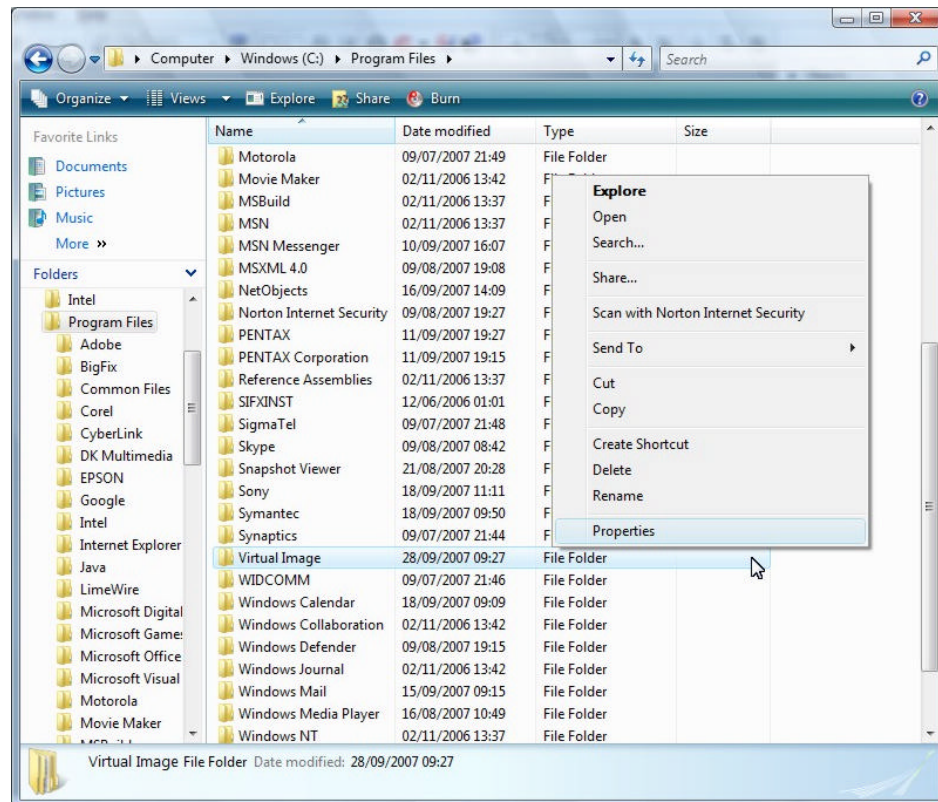 Computer Windows (C:) Program Files Search
Organize Views Explore Share Burn
Favorite Links
Documents
Pictures
Music
More »
Folders
Intel
Program Files
Adobe
BigFix
Common Files
Corel
CyberLink
DK Multimedia
EPSON
Google
Intel
Internet Explorer
Java
LimeWire
Microsoft Digital
Microsoft Games
Microsoft Office
Microsoft Visual
Motorola
Movie Maker
Name Date modified Type Size
Motorola 09/07/2007 21:49 File Folder
Movie Maker 02/11/2006 13:42
MSBuild 02/11/2006 13:37 F
MSN 02/11/2006 13:37 F
MSN Messenger 10/09/2007 16:07 F
MSXML 4.0 09/08/2007 19:08 F
NetObjects 16/09/2007 14:09 F
Norton Internet Security 09/08/2007 19:27 F
PENTAX 11/09/2007 19:27 F
PENTAX Corporation 11/09/2007 19:15 F
Reference Assemblies 02/11/2006 13:37 F
SIFXINST 12/06/2006 01:01 F
SigmaTel 09/07/2007 21:48 F
Skype 09/08/2007 08:42 F
Snapshot Viewer 21/08/2007 20:28 F
Sony 18/09/2007 11:11 F
Symantec 18/09/2007 09:50 F
Synaptics 09/07/2007 21:44 F
Virtual Image 28/09/2007 09:27 File Folder
WIDCOMM 09/07/2007 21:46 File Folder
Windows Calendar 18/09/2007 09:09 File Folder
Windows Collaboration 02/11/2006 13:42 File Folder
Windows Defender 09/08/2007 19:15 File Folder
Windows Journal 02/11/2006 13:42 File Folder
Windows Mail 15/09/2007 09:15 File Folder
Windows Media Player 16/08/2007 10:49 File Folder
Windows NT 02/11/2006 13:37 File Folder
Explore
Open
Search...
Share...
Scan with Norton Internet Security
Send To
Cut
Copy
Create Shortcut
Delete
Rename
Properties
Virtual Image File Folder Date modified: 28/09/2007 09:27